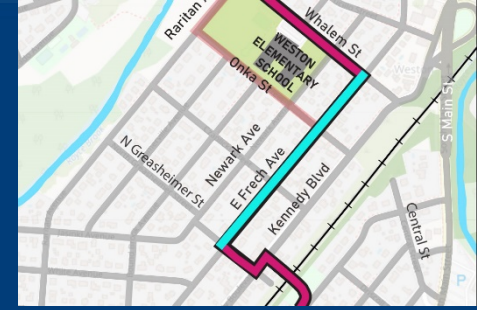 Raritan
Whalem St
WESTON
ELEMENTARY
SCHOOL
Onka St
Weston
S Main St
N Greasheimer St
Newark Ave
E Frech Ave
Kennedy Blvd
Central St
P